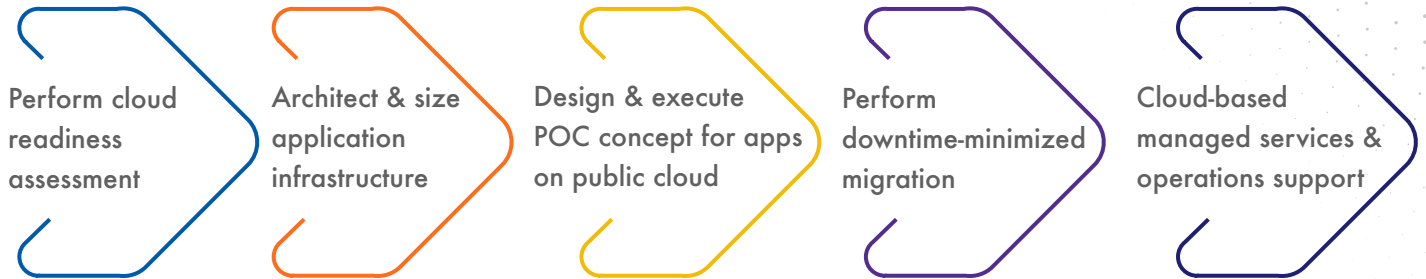 Perform cloud
readiness
assessment
Architect & size
application
infrastructure
Design & execute
POC concept for apps
on public cloud
Perform
downtime-minimized
migration
Cloud-based
managed services &
operations support